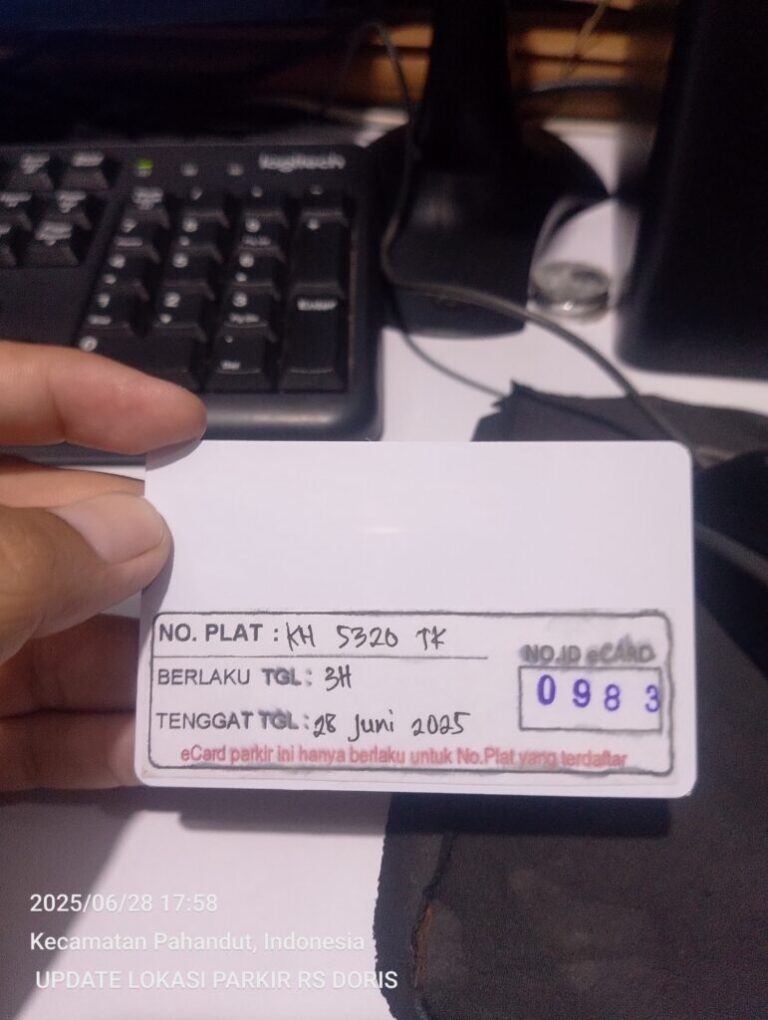 logitech
Enter
NO. PLAT : KH 5320 TK
BERLAKU TGL : 3H
TENGGAT TGL : 28 Juni 2025
NO.ID eCARD
0983
eCard parkir ini hanya berlaku untuk No.Plat yang terdaftar
2025/06/28 17:58
Kecamatan Pahandut, Indonesia
UPDATE LOKASI PARKIR RS DORIS